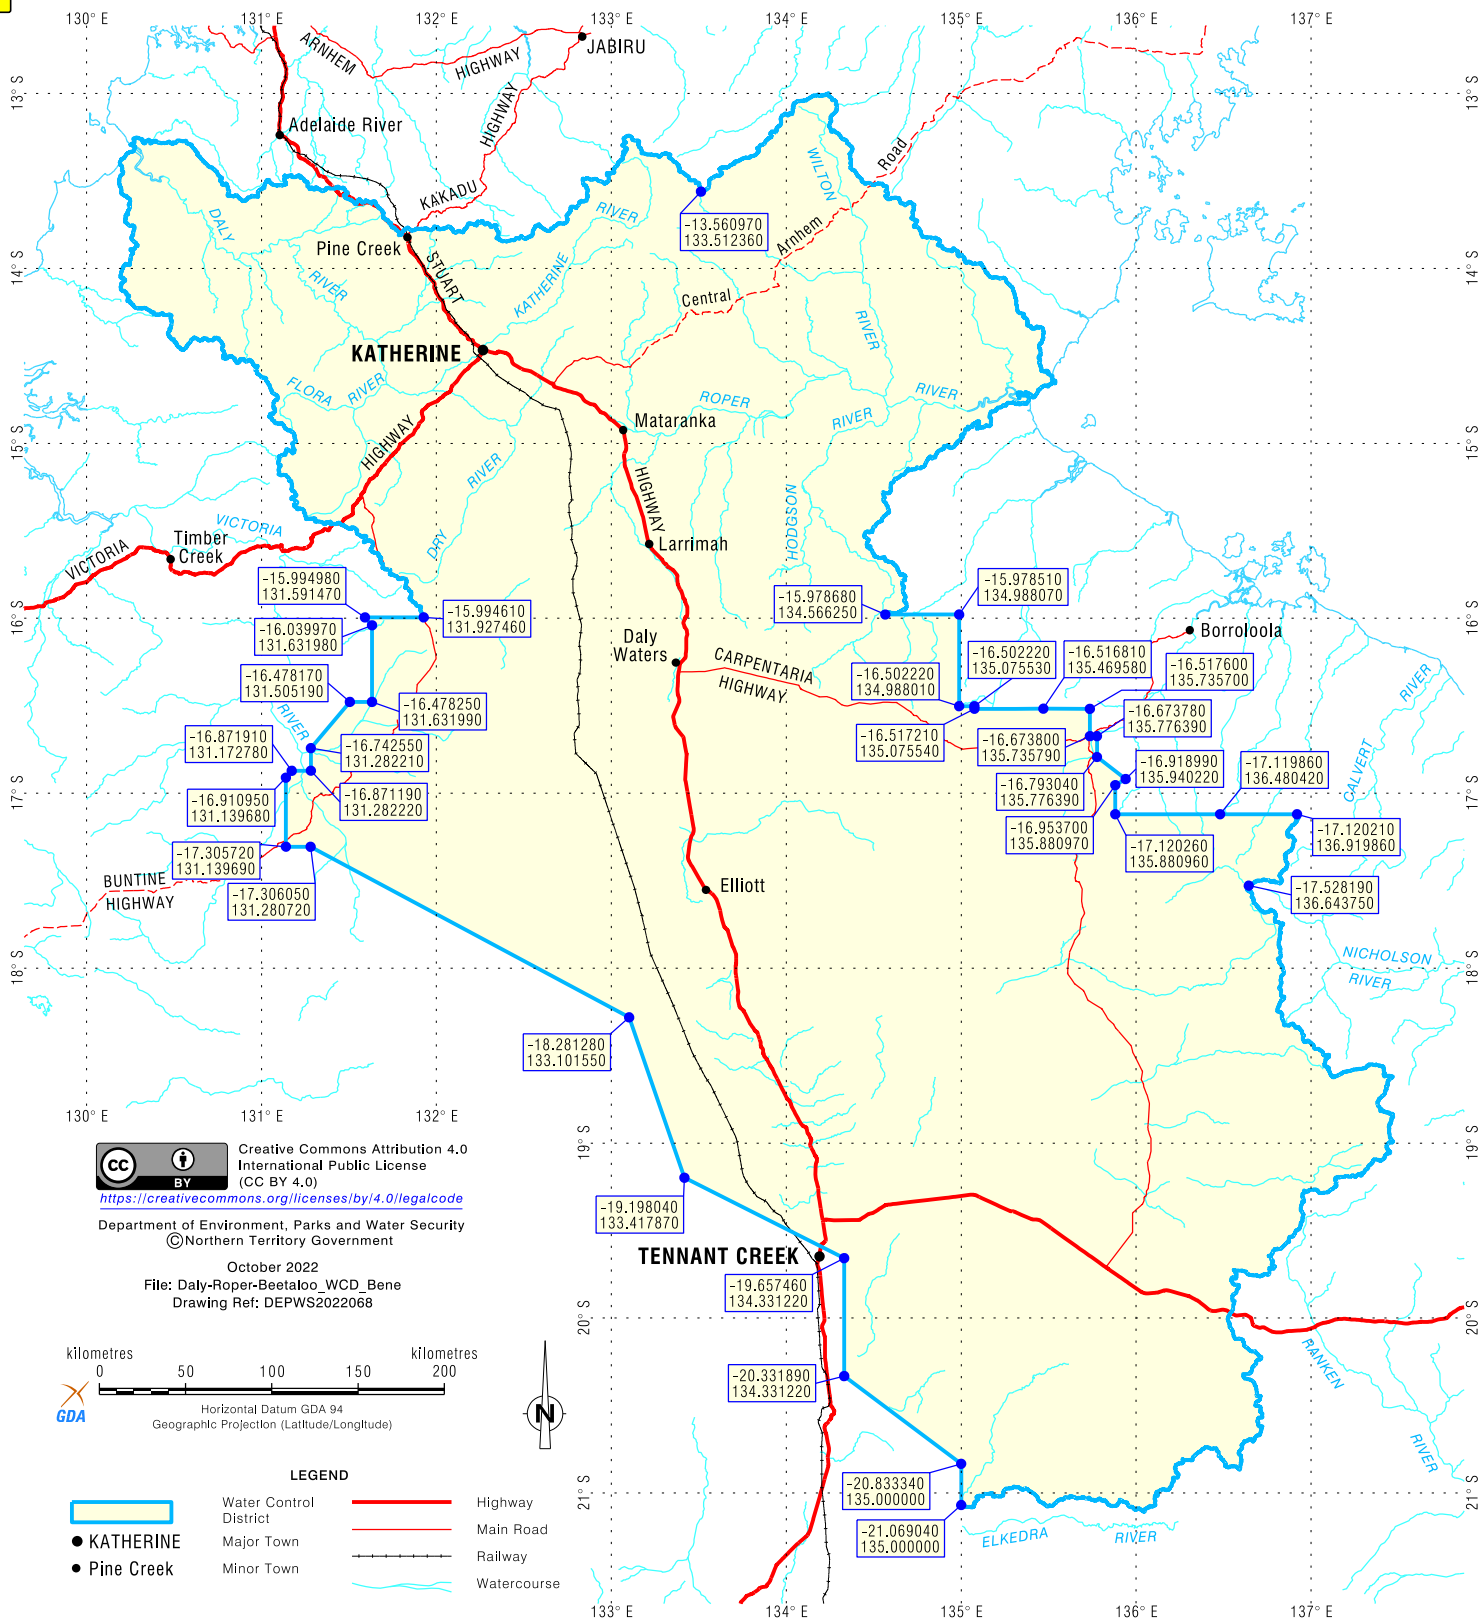 130° E
131° E
132° E
133° E
134° E
135° E
136° E
137° E
ARNHEM
HIGHWAY
JABIRU
13° S
13° S
Adelaide River
HIGHWAY
KAKADU
WILTON
Road
DALY
RIVER
-13.560970
133.512360
Arnhem
Pine Creek
STUART
14° S
14° S
RIVER
KATHERINE
Central
RIVER
KATHERINE
FLORA
RIVER
ROPER
RIVER
RIVER
Mataranka
15° S
15° S
HIGHWAY
RIVER
HIGHWAY
HODGSON
VICTORIA
DRY
Timber
Creek
VICTORIA
Larrimah
-15.994980
131.591470
-15.994610
131.927460
-15.978680
134.566250
-15.978510
134.988070
16° S
16° S
-16.039970
131.631980
Daly
Waters
CARPENTARIA
HIGHWAY
Borroloola
-16.502220
135.075530
-16.516810
135.469580
-16.517600
135.735700
-16.478170
131.505190
-16.502220
134.988010
RIVER
-16.478250
131.631990
RIVER
-16.517210
135.075540
-16.673780
135.776390
-16.871910
131.172780
-16.742550
131.282210
-16.673800
135.735790
-16.918990
135.940220
-17.119860
136.480420
CALVERT
17° S
17° S
-16.910950
131.139680
-16.871190
131.282220
-16.793040
135.776390
-16.953700
135.880970
-17.120260
135.880960
-17.120210
136.919860
-17.305720
131.139690
BUNTINE
HIGHWAY
-17.306050
131.280720
Elliott
-17.528190
136.643750
18° S
18° S
NICHOLSON
RIVER
-18.281280
133.101550
130° E
131° E
132° E
19° S
19° S
CC
BY
Creative Commons Attribution 4.0
International Public License
(CC BY 4.0)
https://creativecommons.org/licenses/by/4.0/legalcode
Department of Environment, Parks and Water Security
©Northern Territory Government
October 2022
File: Daly-Roper-Beetaloo_WCD_Bene
Drawing Ref: DEPWS2022068
-19.198040
133.417870
TENNANT CREEK
-19.657460
134.331220
20° S
20° S
RANKEN
RIVER
-20.331890
134.331220
kilometres
kilometres
0
50
100
150
200
GDA
Horizontal Datum GDA 94
Geographic Projection (Latitude/Longitude)
N
-20.833340
135.000000
21° S
21° S
-21.069040
135.000000
ELKEDRA
RIVER
LEGEND
Water Control
District
KATHERINE
Major Town
Pine Creek
Minor Town
Highway
Main Road
Railway
Watercourse
133° E
134° E
135° E
136° E
137° E